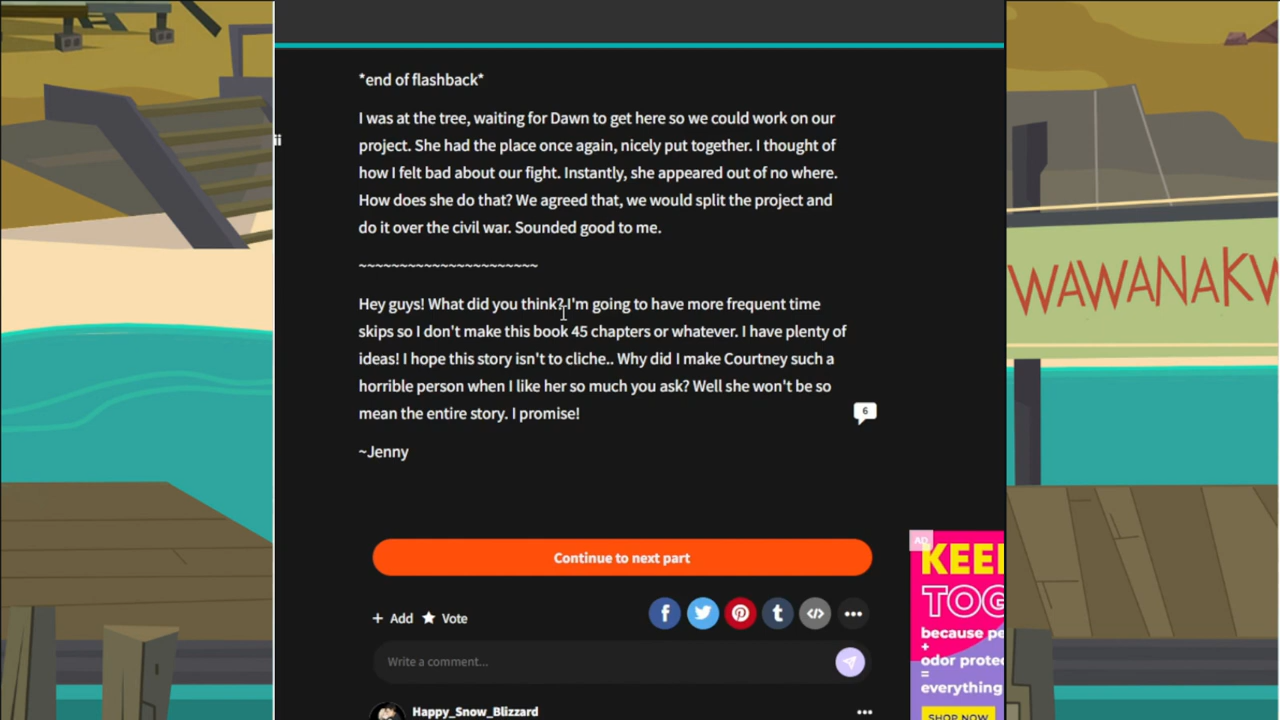 *end of flashback*
I was at the tree, waiting for Dawn to get here so we could work on our
project. She had the place once again, nicely put together. I thought of
how I felt bad about our fight. Instantly, she appeared out of no where.
How does she do that? We agreed that, we would split the project and
do it over the civil war. Sounded good to me.
~~~~~~~~~~~~~~~~~~~~~~
Hey guys! What did you think? I'm going to have more frequent time
skips so I don't make this book 45 chapters or whatever. I have plenty of
ideas! I hope this story isn't to cliche.. Why did I make Courtney such a
horrible person when I like her so much you ask? Well she won't be so
mean the entire story. I promise!
6
~Jenny
Continue to next part
+ Add ★ Vote
Write a comment...
Happy_Snow_Blizzard
WAWANAKW
AD
KEE
TOG
because pe
+
odor prote
=
everything
SHOP NOW